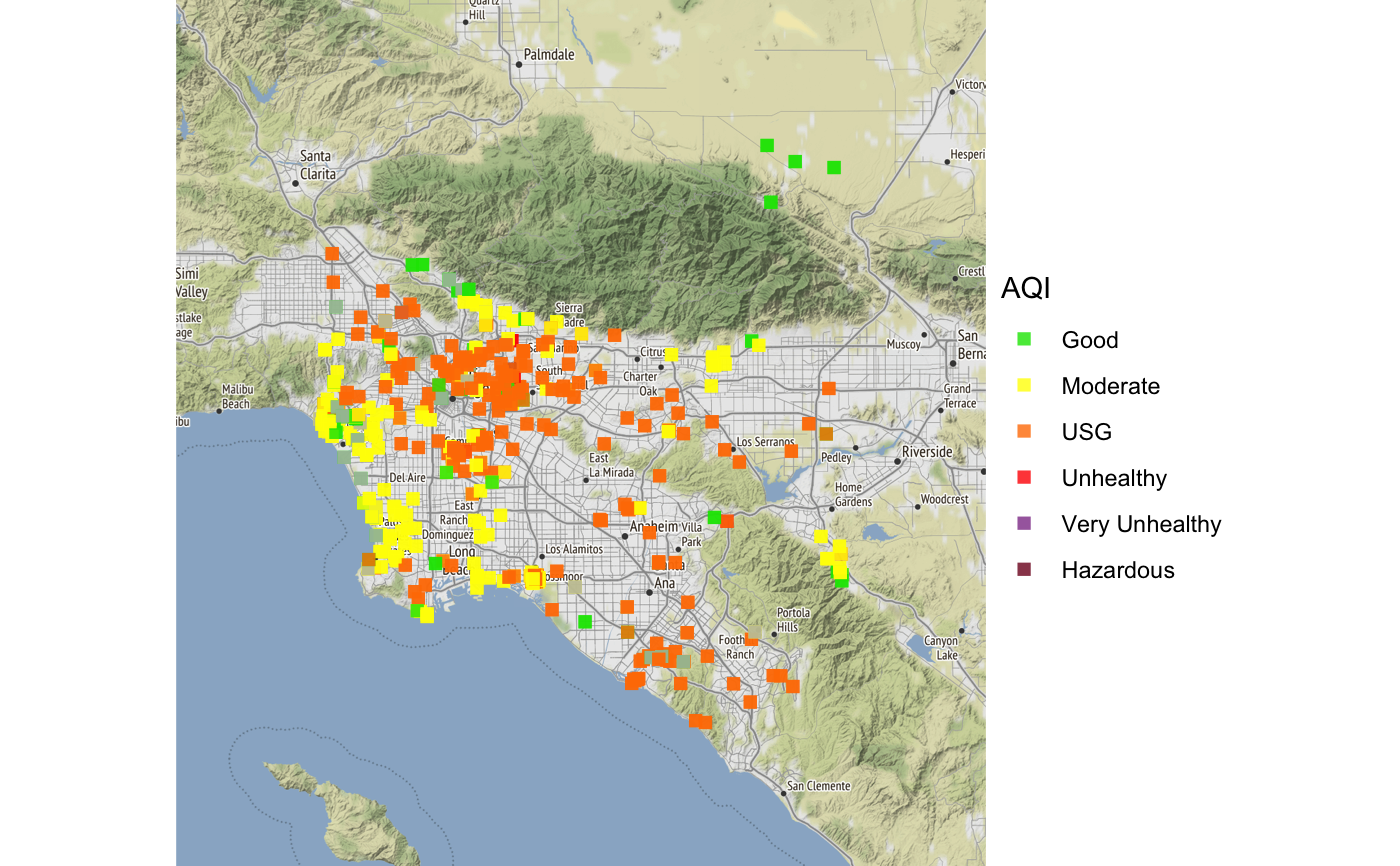 Quartz
Hill
Palmdale
Victorv
Hesperi
Santa
Clarita
Simi
Valley
Crestl
Sierra
Madre
San
Berna
Muscoy
Citrus
South
Charter
Oak
Malibu
Beach
Grand
Terrace
Los Serranos
Pedley
Riverside
East
La Mirada
Del Aire
Home
Gardens
Woodcrest
East
Ranch
Dominguez
Anaheim
Villa
Park
Long
Beach
Los Alamitos
Rossmoor
Santa
Ana
Portola
Hills
Foothill
Ranch
Canyon
Lake
San Clemente
AQI
Good
Moderate
USG
Unhealthy
Very Unhealthy
Hazardous